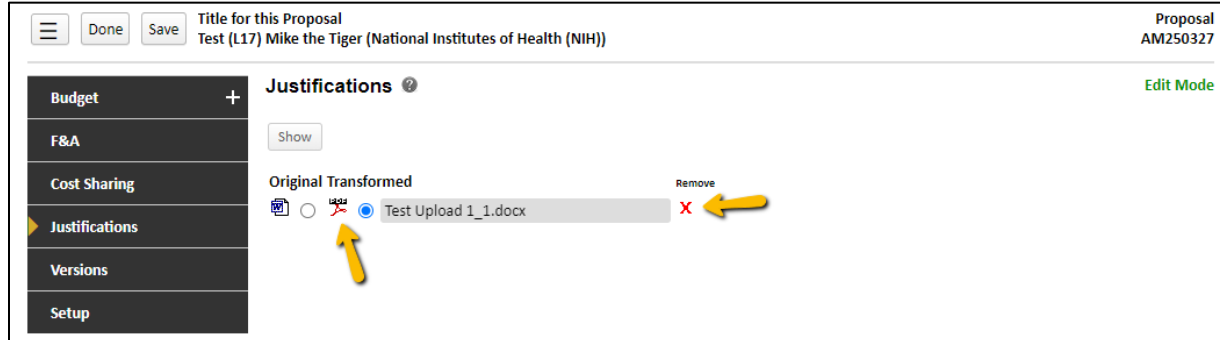 Done Save Title for this Proposal Proposal
Test (L17) Mike the Tiger (National Institutes of Health (NIH)) AM250327
Budget +
F&A
Cost Sharing
Justifications
Versions
Setup
Justifications ?
Edit Mode
Show
Original Transformed Remove
Test Upload 1_1.docx X